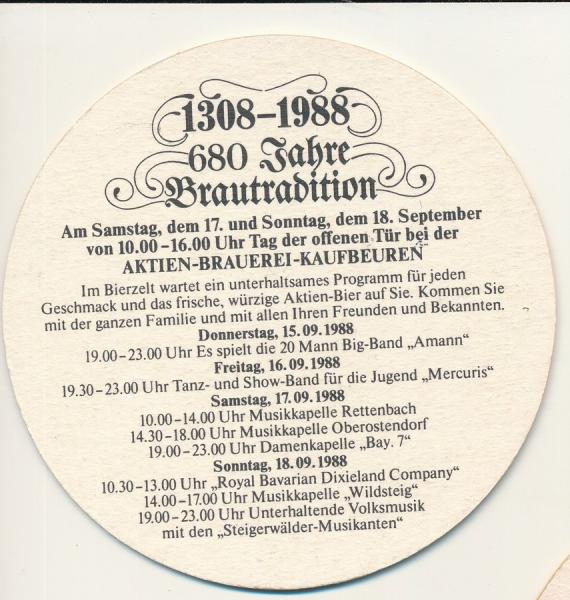 1308–1988
680 Jahre
Brautradition
Am Samstag, dem 17. und Sonntag, dem 18. September
von 10.00–16.00 Uhr Tag der offenen Tür bei der
AKTIEN-BRAUEREI-KAUFBEUREN
Im Bierzelt wartet ein unterhaltsames Programm für jeden
Geschmack und das frische, würzige Aktien-Bier auf Sie. Kommen Sie
mit der ganzen Familie und mit allen Ihren Freunden und Bekannten.
Donnerstag, 15.09.1988
19.00–23.00 Uhr Es spielt die 20 Mann Big-Band „Amann“
Freitag, 16.09.1988
19.30–23.00 Uhr Tanz- und Show-Band für die Jugend „Mercuris“
Samstag, 17.09.1988
10.00–14.00 Uhr Musikkapelle Rettenbach
14.30–18.00 Uhr Musikkapelle Oberostendorf
19.00–23.00 Uhr Damenkapelle „Bay. 7“
Sonntag, 18.09.1988
10.30–13.00 Uhr „Royal Bavarian Dixieland Company“
14.00–17.00 Uhr Musikkapelle „Wildsteig“
19.00–23.00 Uhr Unterhaltende Volksmusik
mit den „Steigerwälder-Musikanten“